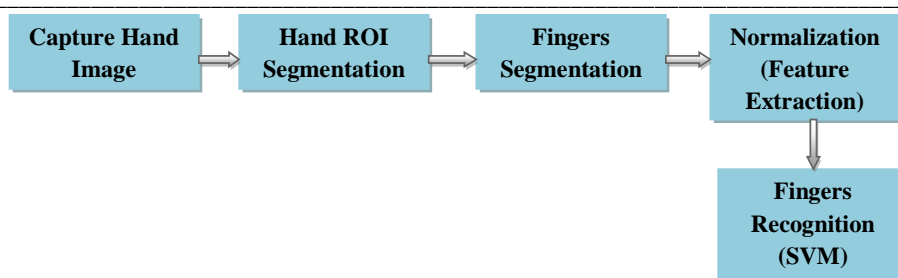 Capture Hand
Image
Hand ROI
Segmentation
Fingers
Segmentation
Normalization
(Feature
Extraction)
Fingers
Recognition
(SVM)